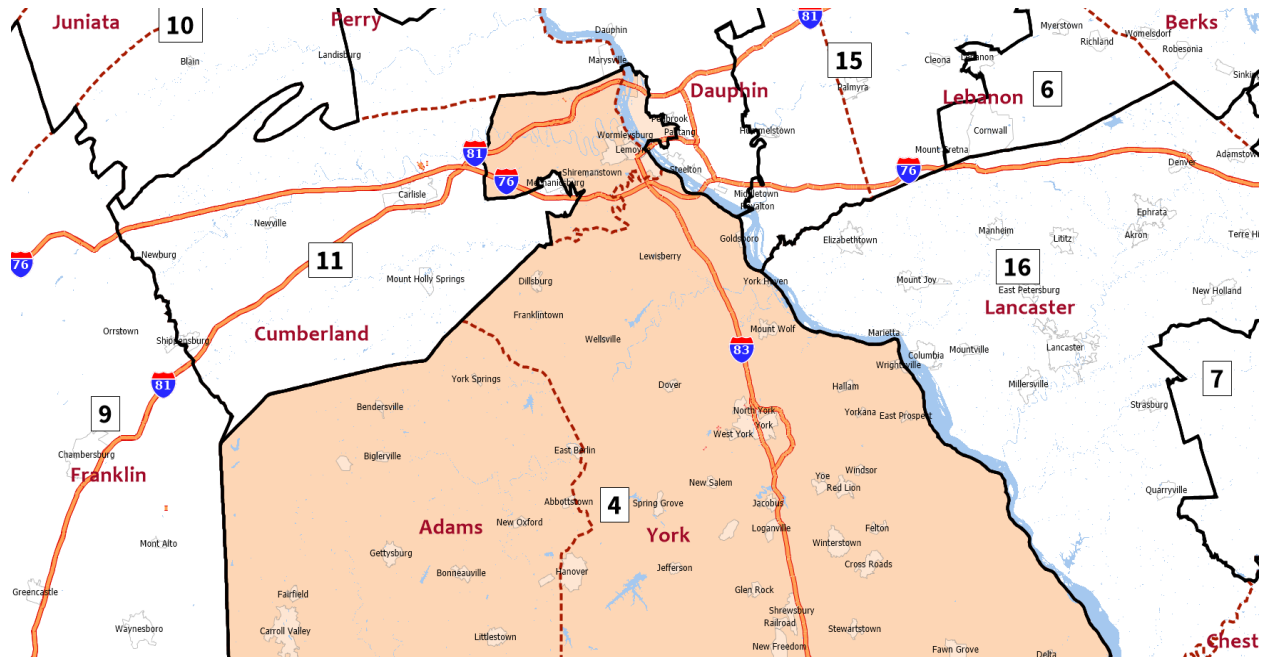 Juniata
10
Perry
Dauphin
81
Myerstown
Berks
Womelsdorf
Richland
Robesonia
Landisburg
Blain
Marysville
15
Cleona
Lebanon
Palmyra
Dauphin
Lebanon
6
Penbrook
Paxtang
Hummelstown
Cornwall
Wormleysburg
Lemoyne
81
Mount Gretna
Adamstown
Denver
Steelton
76
Shiremanstown
76
Mechanicsburg
Carlisle
Middletown
Royalton
Newville
Ephrata
Manheim
Akron
Lititz
Elizabethtown
Goldsboro
Newburg
76
11
Lewisberry
16
Mount Holly Springs
Dillsburg
York Haven
Mount Joy
East Petersburg
New Holland
Lancaster
Franklintown
Orrstown
Cumberland
Shippensburg
Wellsville
Mount Wolf
Marietta
83
Columbia
Mountville
Lancaster
Wrightsville
7
York Springs
Dover
Hallam
Millersville
81
9
Bendersville
North York
Yorkana
East Prospect
Strasburg
York
West York
Chambersburg
Biglerville
East Berlin
Franklin
Yoe
Windsor
New Salem
Red Lion
Quarryville
Abbottstown
4
Spring Grove
Jacobus
New Oxford
Adams
York
Loganville
Felton
Mont Alto
Winterstown
Gettysburg
Bonneauville
Hanover
Jefferson
Cross Roads
Greencastle
Fairfield
Glen Rock
Shrewsbury
Waynesboro
Carroll Valley
Littlestown
Railroad
Stewartstown
New Freedom
Fawn Grove
Delta